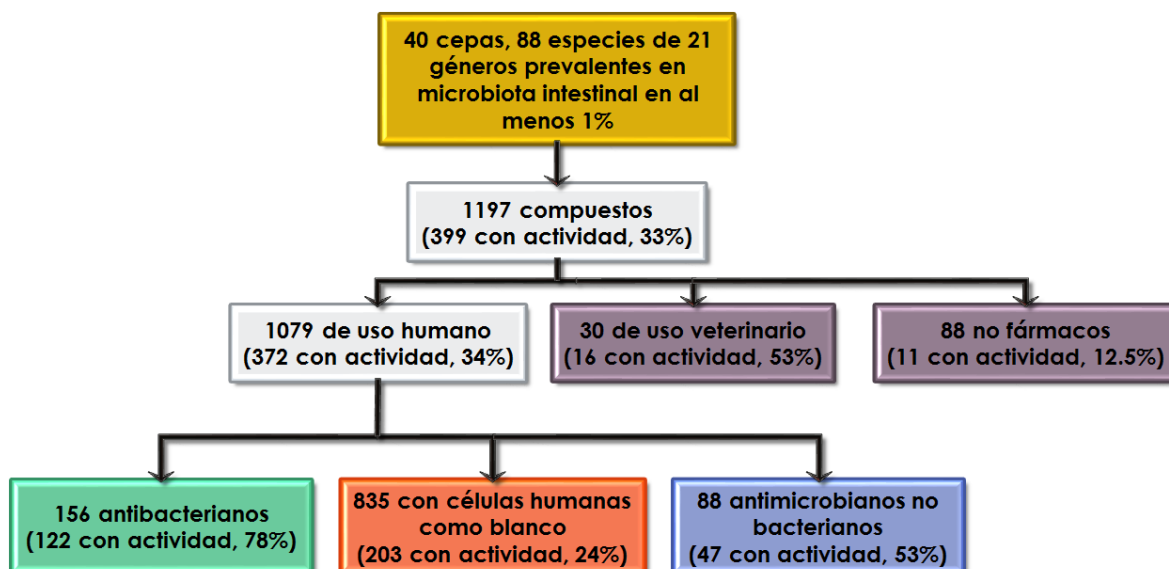 40 cepas, 88 especies de 21
géneros prevalentes en
microbiota intestinal en al
menos 1%
1197 compuestos
(399 con actividad, 33%)
1079 de uso humano
(372 con actividad, 34%)
30 de uso veterinario
(16 con actividad, 53%)
88 no fármacos
(11 con actividad, 12.5%)
156 antibacterianos
(122 con actividad, 78%)
835 con células humanas
como blanco
(203 con actividad, 24%)
88 antimicrobianos no
bacterianos
(47 con actividad, 53%)